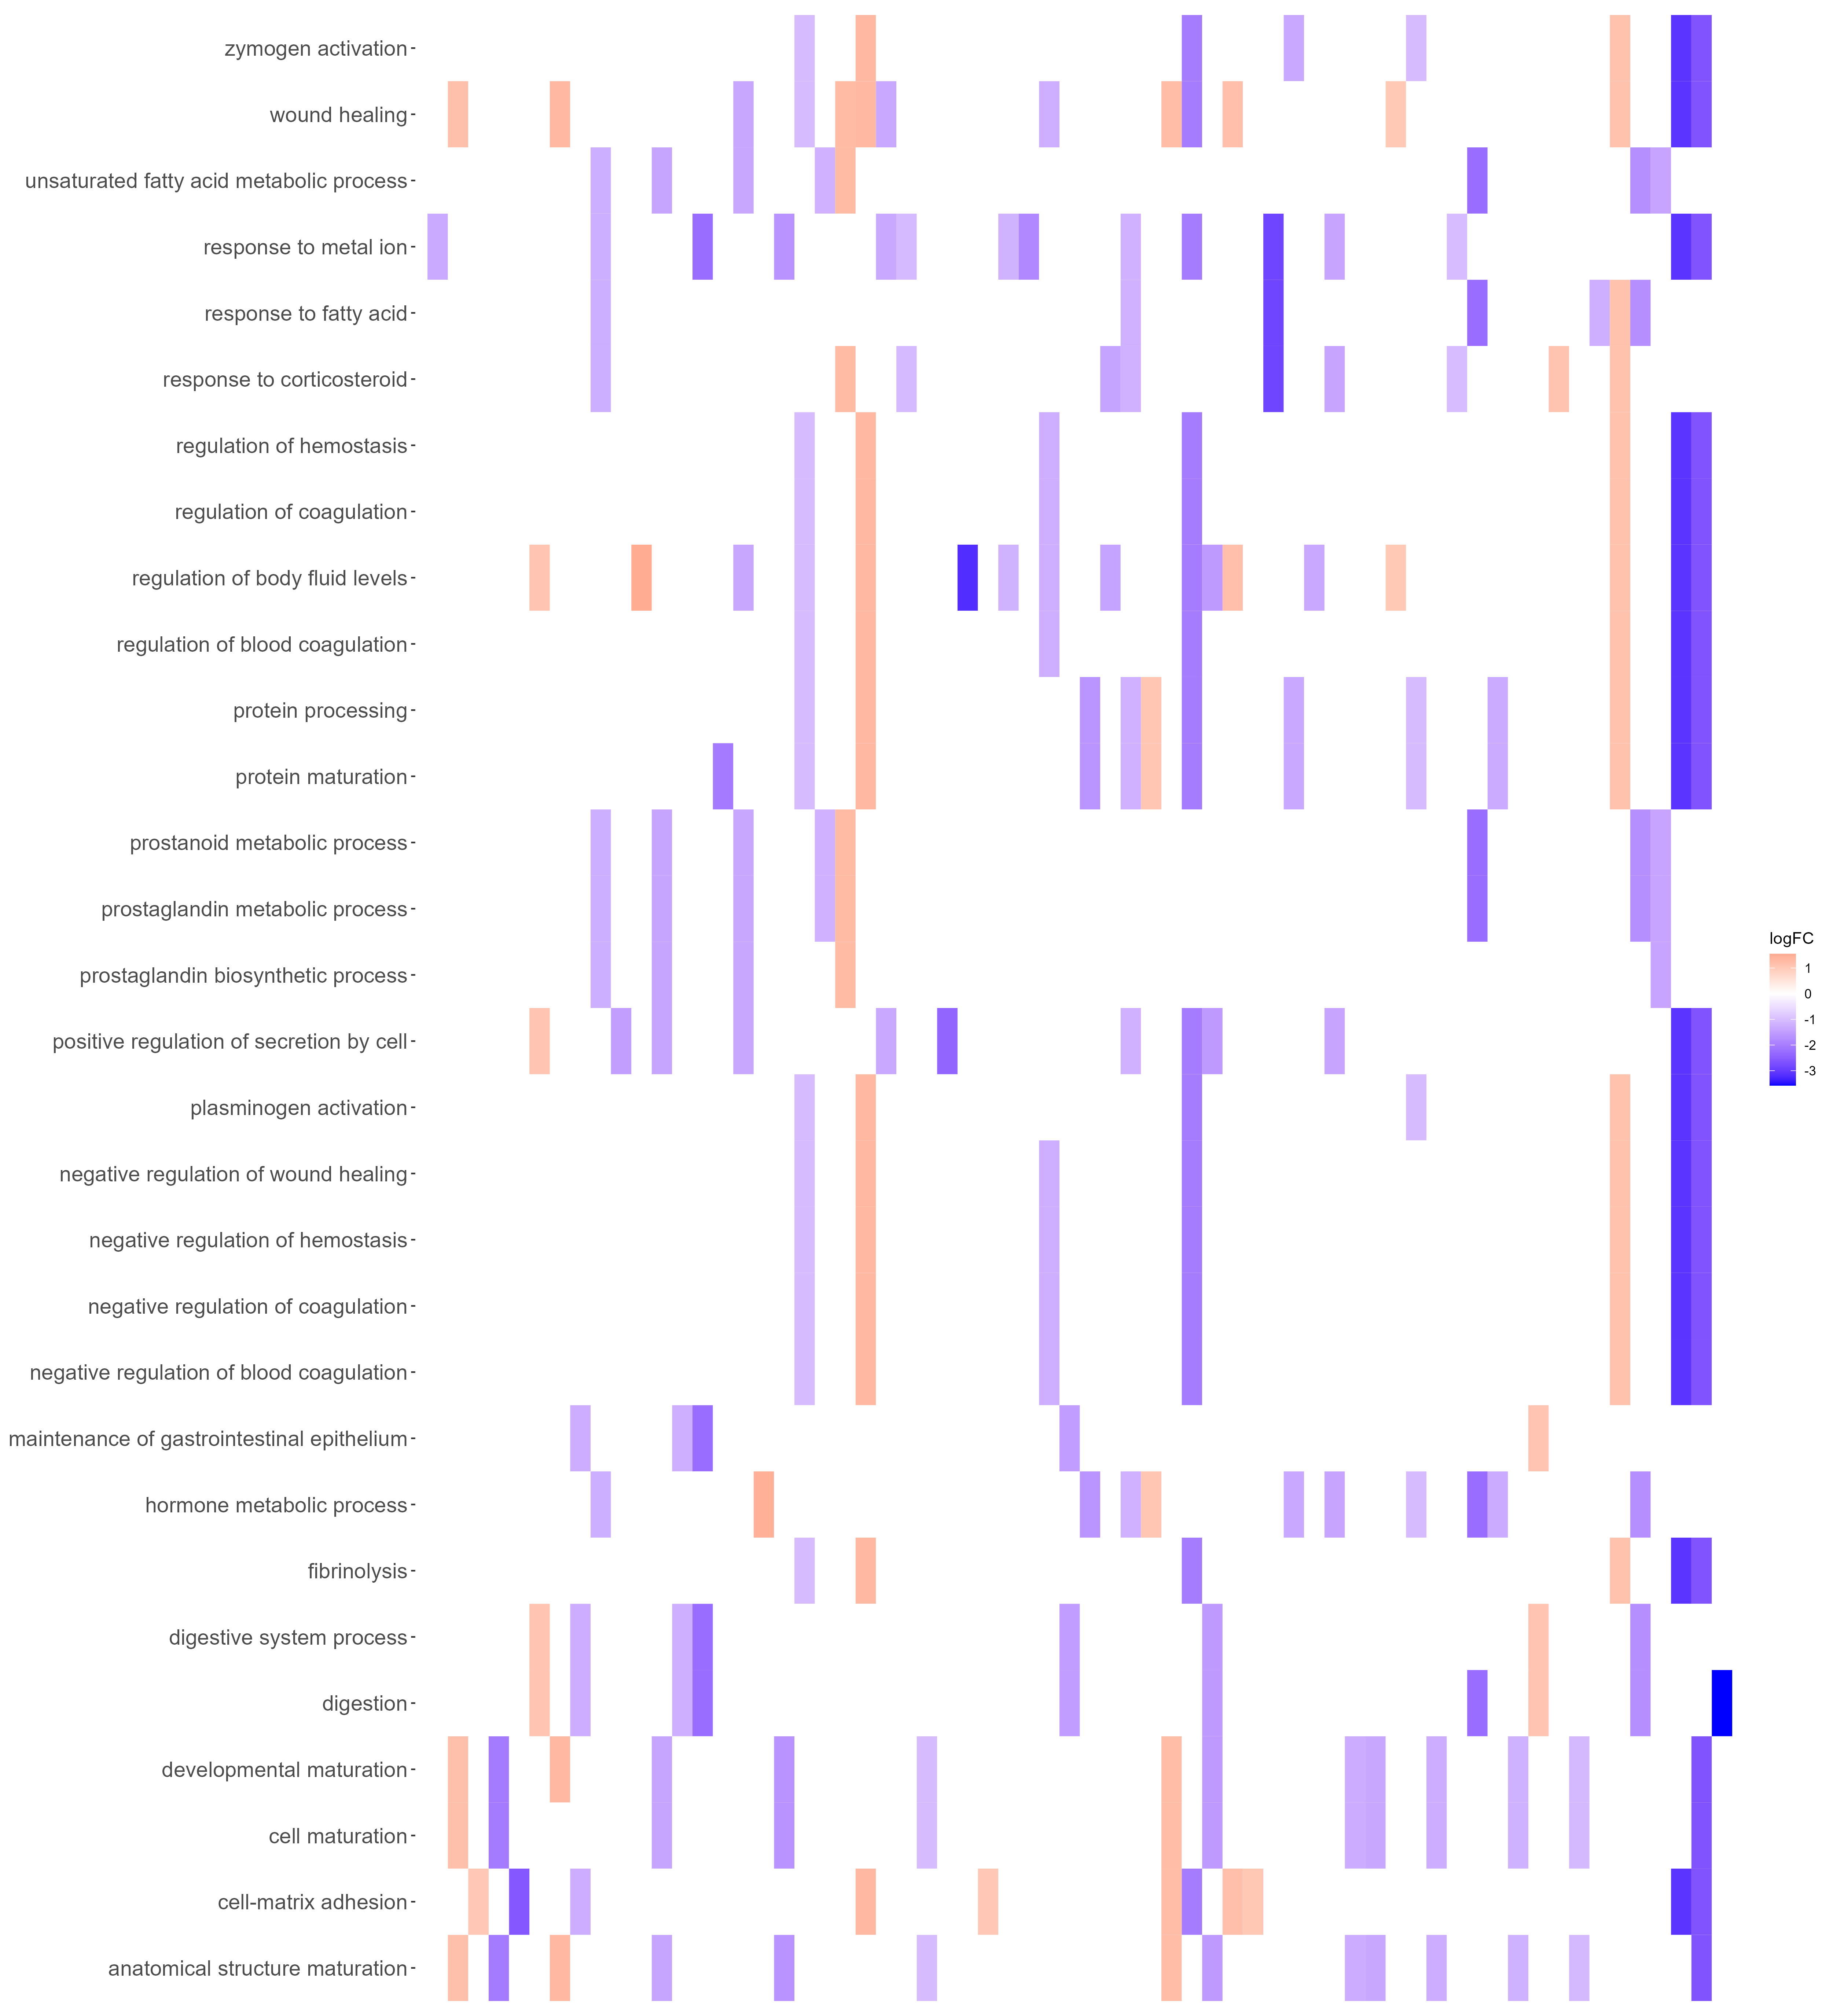 zymogen activation
wound healing
unsaturated fatty acid metabolic process
response to metal ion
response to fatty acid
response to corticosteroid
regulation of hemostasis
regulation of coagulation
regulation of body fluid levels
regulation of blood coagulation
protein processing
protein maturation
prostanoid metabolic process
prostaglandin metabolic process
prostaglandin biosynthetic process
positive regulation of secretion by cell
plasminogen activation
negative regulation of wound healing
negative regulation of hemostasis
negative regulation of coagulation
negative regulation of blood coagulation
maintenance of gastrointestinal epithelium
hormone metabolic process
fibrinolysis
digestive system process
digestion
developmental maturation
cell maturation
cell-matrix adhesion
anatomical structure maturation
logFC
1
0
-1
-2
-3